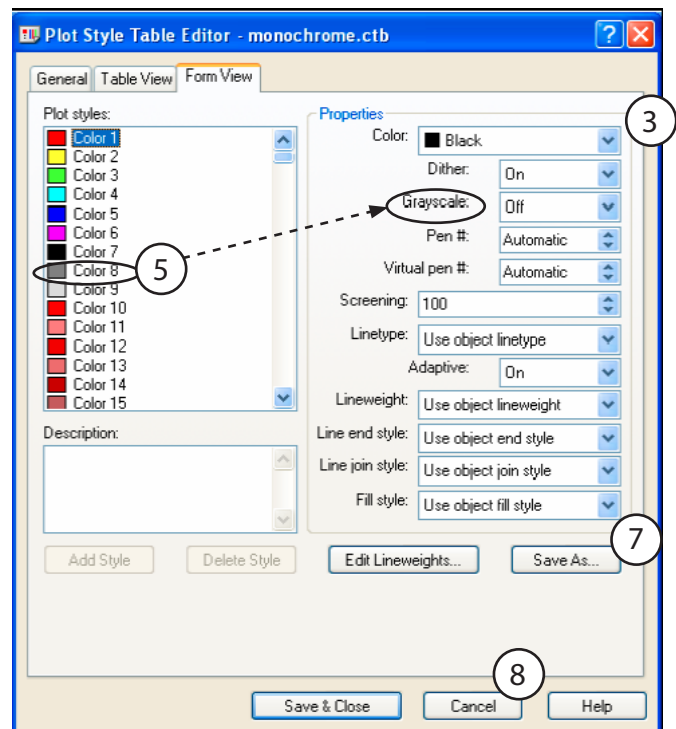 Plot Style Table Editor - monochrome.ctb
General Table View Form View
Plot styles:
Color 1
Color 2
Color 3
Color 4
Color 5
Color 6
Color 7
Color 8
Color 9
Color 10
Color 11
Color 12
Color 13
Color 14
Color 15
5
Description:
Add Style Delete Style
Properties
3
Color: Black
Dither: On
Grayscale: Off
Pen #: Automatic
Virtual pen #: Automatic
Screening: 100
Linetype: Use object linetype
Adaptive: On
Lineweight: Use object lineweight
Line end style: Use object end style
Line join style: Use object join style
Fill style: Use object fill style
7
Edit Lineweights... Save As...
8
Save & Close Cancel Help